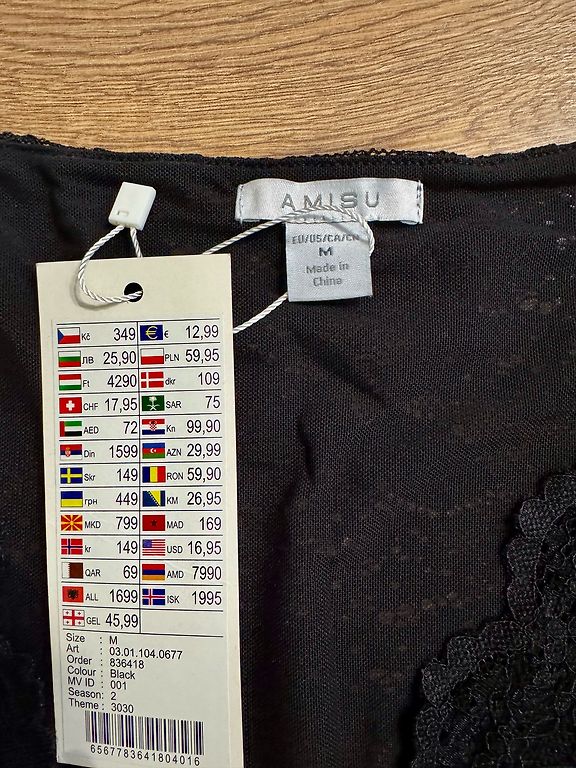 AMISU
EU/US/CA/CN
M
Made in
China
Kč 349 € 12,99
ЛВ 25,90 PLN 59,95
Ft 4290 dkr 109
CHF 17,95 SAR 75
AED 72 Kn 99,90
Din 1599 AZN 29,99
Skr 149 RON 59,90
грн 449 KM 26,95
MKD 799 MAD 169
kr 149 USD 16,95
QAR 69 AMD 7990
ALL 1699 ISK 1995
GEL 45,99
Size : M
Art : 03.01.104.0677
Order : 836418
Colour : Black
MV ID : 001
Season: 2
Theme : 3030
6567783641804016